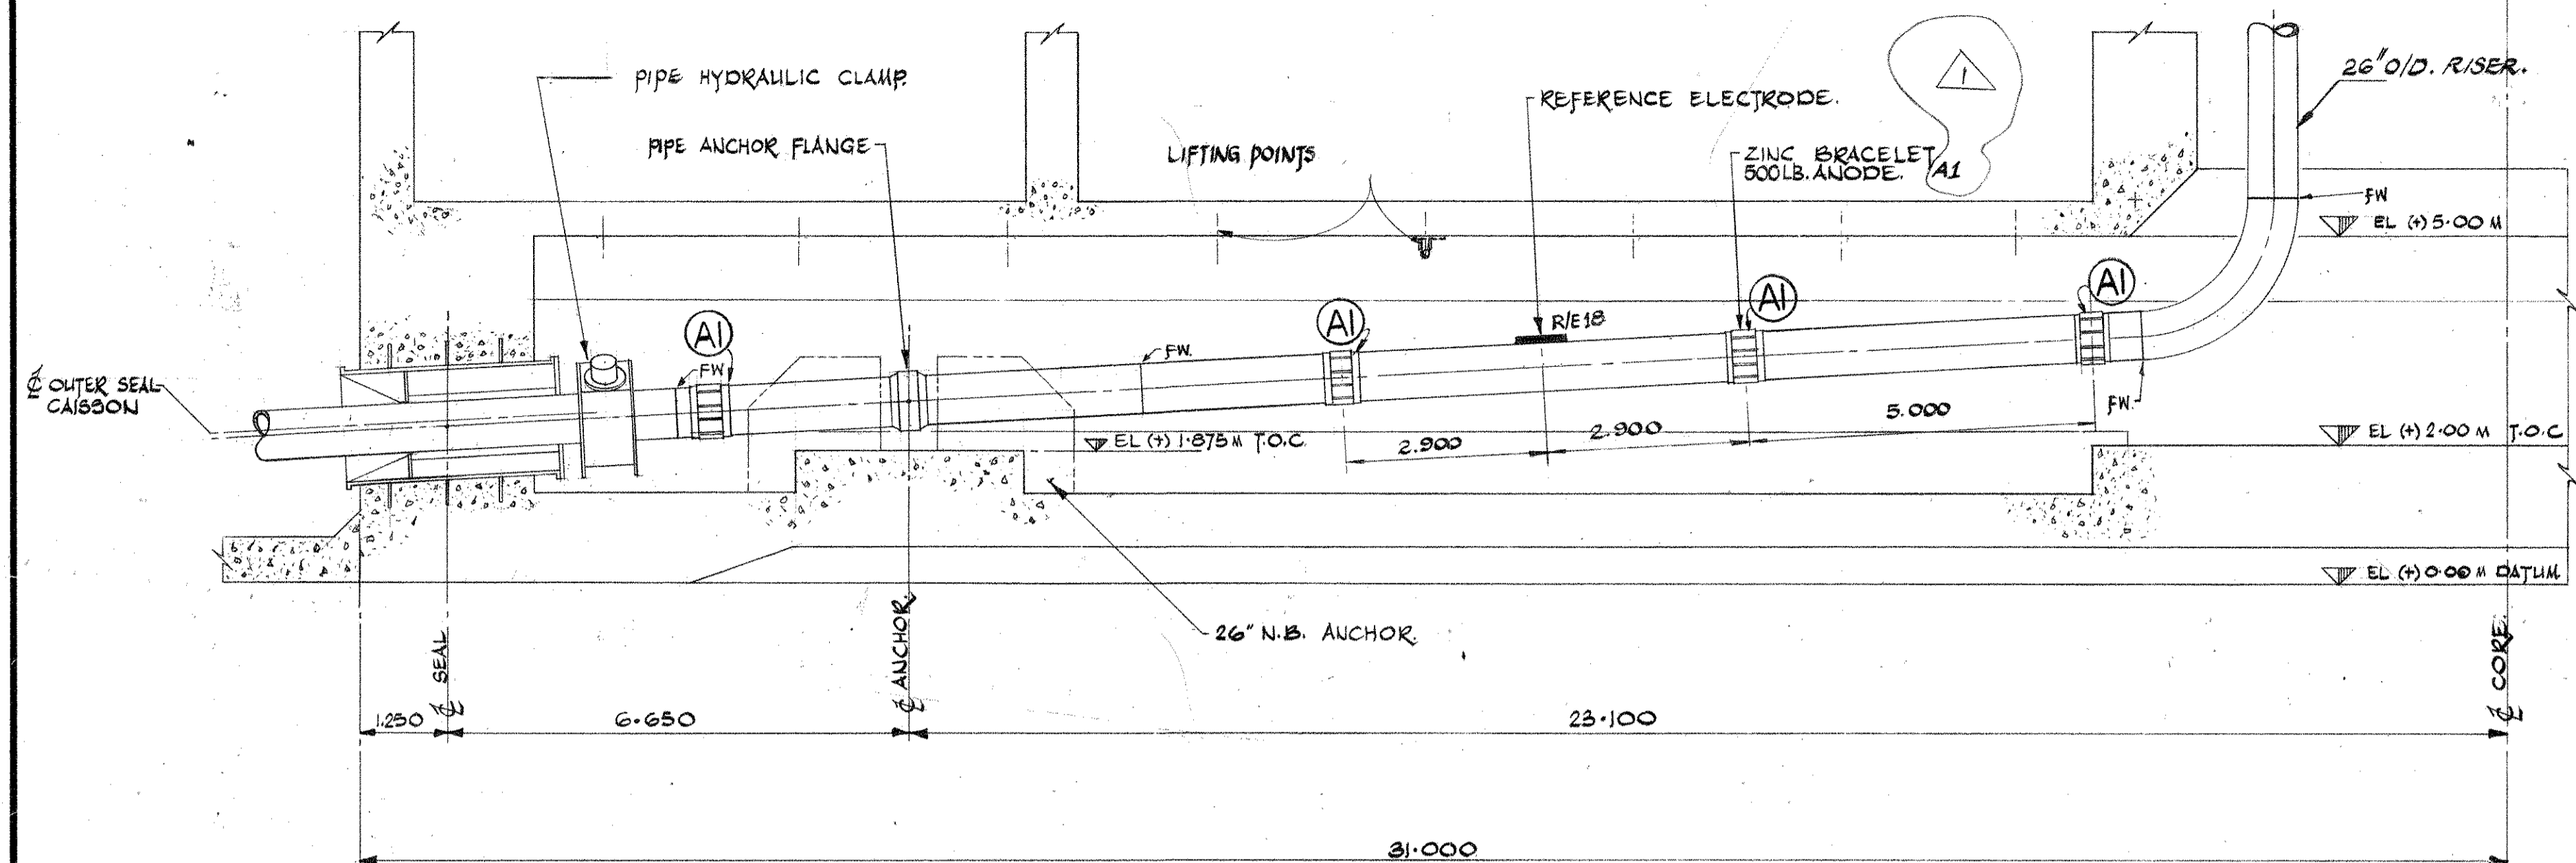 PIPE HYDRAULIC CLAMP.
PIPE ANCHOR FLANGE
LIFTING POINTS
REFERENCE ELECTRODE.
ZINC BRACELET
500LB. ANODE. A1
1
26" O/D. RISER.
FW
EL (+) 5.00 M
A1
A1
A1
A1
R/E18
FW.
FW
FW.
℄ OUTER SEAL
CAISSON
EL (+) 1.875 M T.O.C.
2.900
2.900
5.000
EL (+) 2.00 M T.O.C
EL (+) 0.00 M DATUM
26" N.B. ANCHOR.
℄ SEAL
℄ ANCHOR.
℄ CORE.
1.250
6.650
23.100
31.000